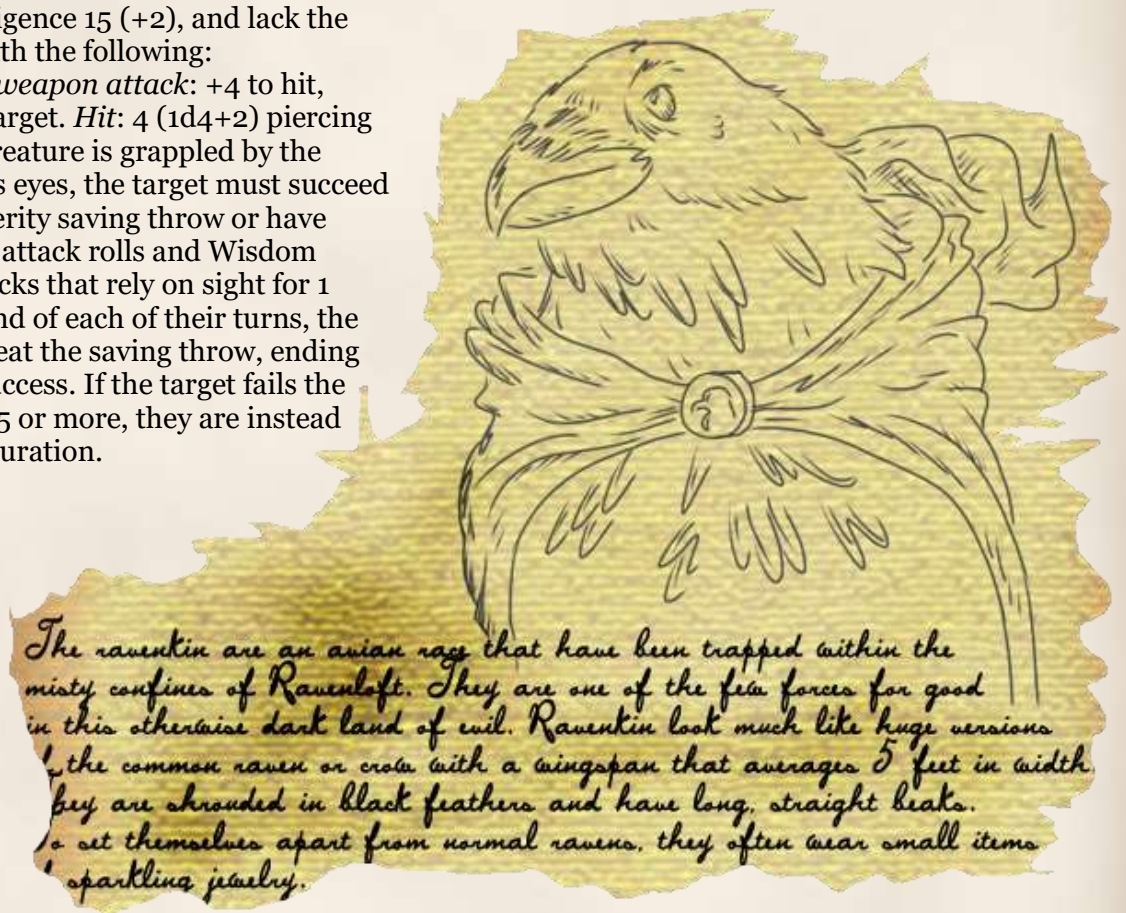 igence 15 (+2), and lack the
th the following:
weapon attack: +4 to hit,
arget. Hit: 4 (1d4+2) piercing
reature is grappled by the
s eyes, the target must succeed
erity saving throw or have
attack rolls and Wisdom
cks that rely on sight for 1
nd of each of their turns, the
eat the saving throw, ending
ccess. If the target fails the
5 or more, they are instead
uration.
The ravenkin are an avian race that have been trapped within the
misty confines of Ravenloft. They are one of the few forces for good
in this otherwise dark land of evil. Ravenkin look much like huge versions
the common raven or crow with a wingspan that averages 5 feet in width.
hey are shrouded in black feathers and have long, straight beaks.
o set themselves apart from normal ravens, they often wear small items
sparkling jewelry.